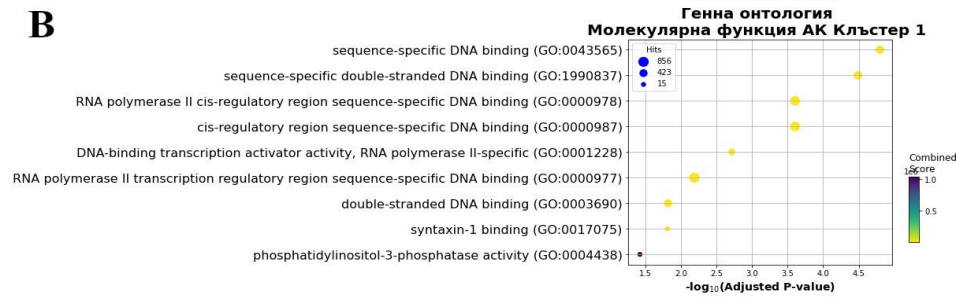 B
Генна онтология
Молекулярна функция АК Клъстер 1
sequence-specific DNA binding (GO:0043565)
sequence-specific double-stranded DNA binding (GO:1990837)
RNA polymerase II cis-regulatory region sequence-specific DNA binding (GO:0000978)
cis-regulatory region sequence-specific DNA binding (GO:0000987)
DNA-binding transcription activator activity, RNA polymerase II-specific (GO:0001228)
RNA polymerase II transcription regulatory region sequence-specific DNA binding (GO:0000977)
double-stranded DNA binding (GO:0003690)
syntaxin-1 binding (GO:0017075)
phosphatidylinositol-3-phosphatase activity (GO:0004438)
Hits
856
423
15
Combined
Score
1.0
0.5
1.5 2.0 2.5 3.0 3.5 4.0 4.5
-log10(Adjusted P-value)